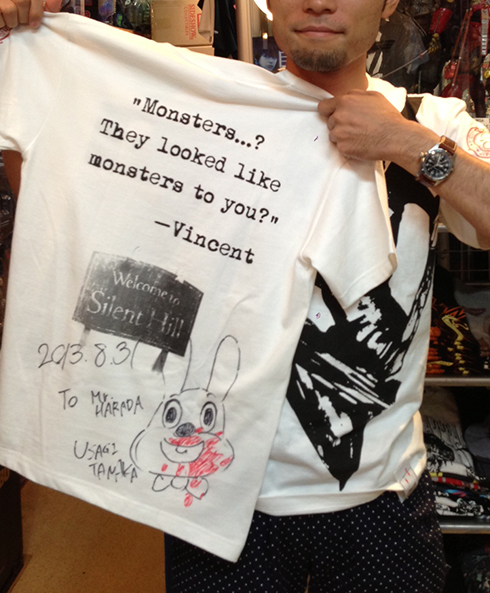 "Monsters...?
They looked like
monsters to you?"
—Vincent
Welcome to
Silent Hill
2013.8.31
TO Mr.
HARADA
USAGI
TANAKA